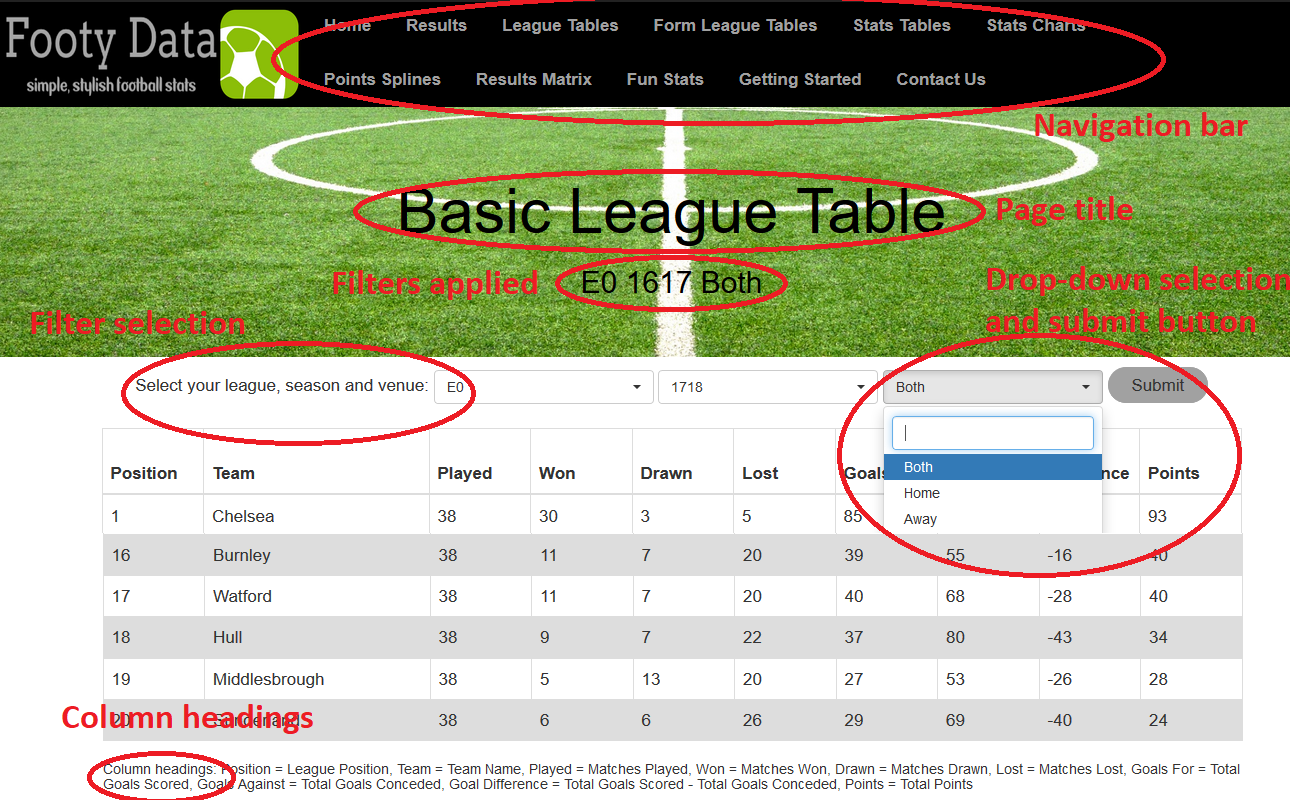 Footy Data
simple, stylish football stats
Home Results League Tables Form League Tables Stats Tables Stats Charts
Points Splines Results Matrix Fun Stats Getting Started Contact Us
Navigation bar
Basic League Table
Page title
Filters applied
E0 1617 Both
Drop-down selection
and submit button
Filter selection
Select your league, season and venue: E0 1718 Both Submit
Both
Home
Away
Position Team Played Won Drawn Lost Goals nce Points
1 Chelsea 38 30 3 5 85 93
16 Burnley 38 11 7 20 39 55 -16 40
17 Watford 38 11 7 20 40 68 -28 40
18 Hull 38 9 7 22 37 80 -43 34
19 Middlesbrough 38 5 13 20 27 53 -26 28
20 Sunderland 38 6 6 26 29 69 -40 24
Column headings
Column headings: Position = League Position, Team = Team Name, Played = Matches Played, Won = Matches Won, Drawn = Matches Drawn, Lost = Matches Lost, Goals For = Total
Goals Scored, Goals Against = Total Goals Conceded, Goal Difference = Total Goals Scored - Total Goals Conceded, Points = Total Points